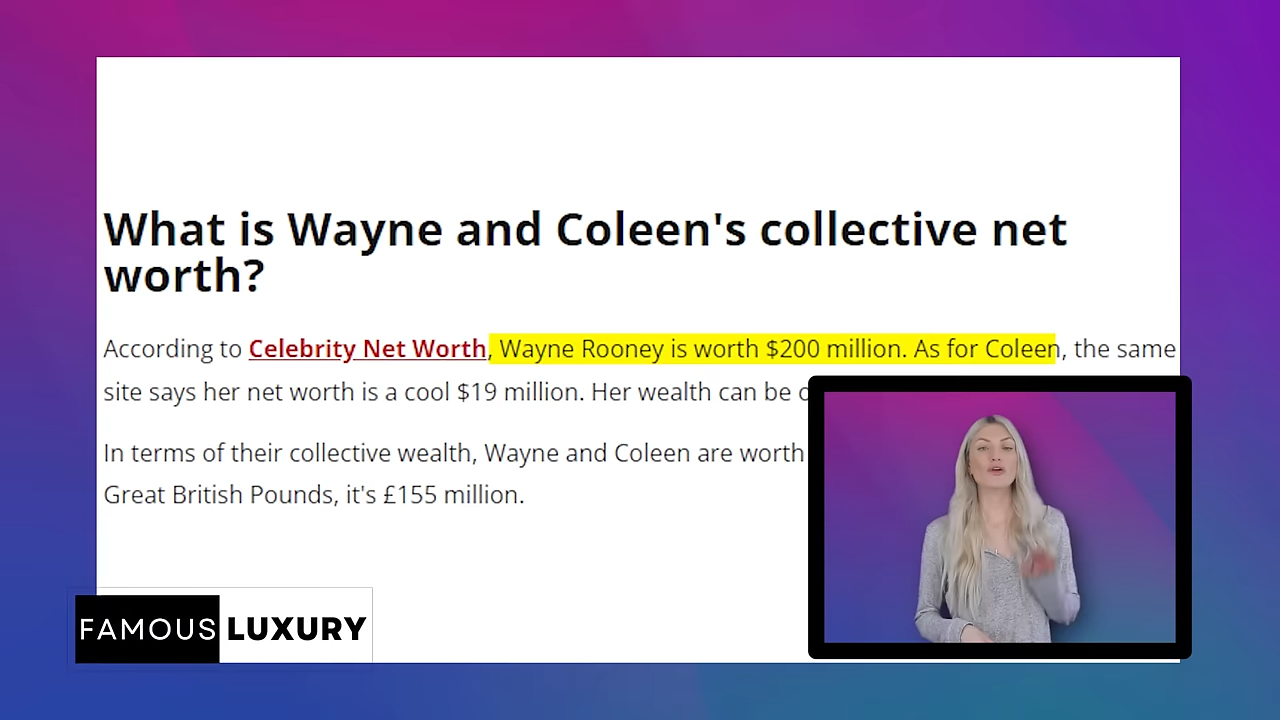 What is Wayne and Coleen's collective net
worth?
According to Celebrity Net Worth, Wayne Rooney is worth $200 million. As for Coleen, the same
site says her net worth is a cool $19 million. Her wealth can be
In terms of their collective wealth, Wayne and Coleen are worth
Great British Pounds, it's £155 million.
FAMOUS LUXURY